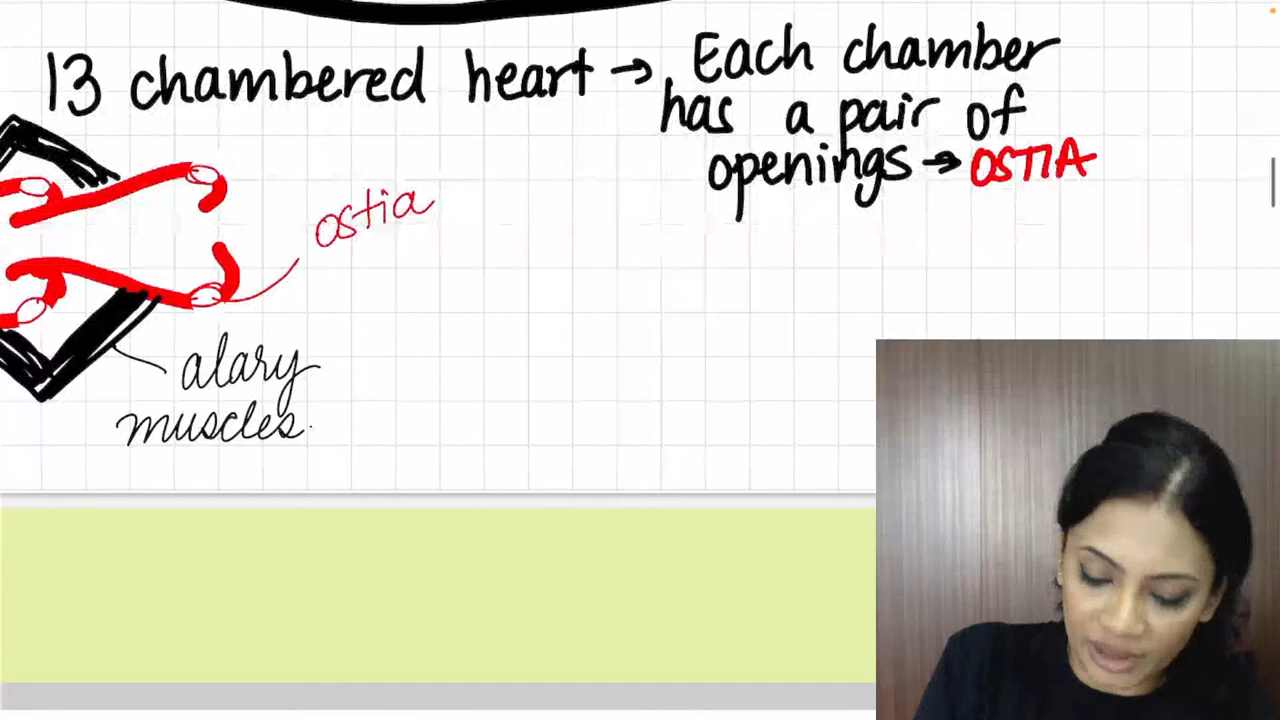 13 chambered heart → Each chamber
has a pair of
openings → OSTIA
ostia
alary
muscles.